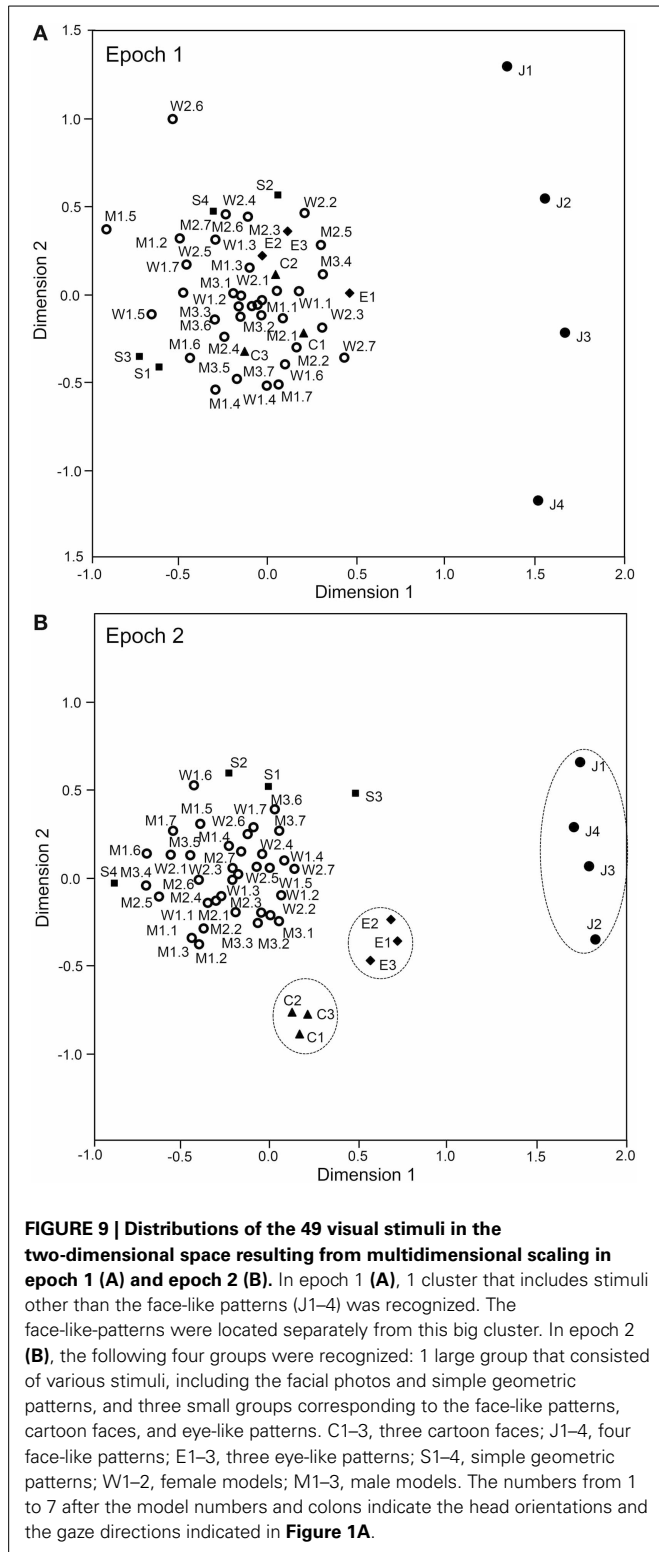 A
Epoch 1
J1
W2.6
S2
J2
S4
W2.4
W2.2
M1.5
M2.7
M2.6
M2.3
M2.5
M1.2
W1.3
E2
E3
W2.5
C2
M3.4
W1.7
M1.3
M3.1
W2.1
E1
W1.2
M1.1
W1.1
W1.5
M3.3
W2.3
M3.6
M3.2
M2.1
J3
S3
M1.6
M2.4
C3
C1
W2.7
S1
M2.2
M3.5
M3.7
W1.6
M1.4
W1.4
M1.7
J4
1.5
1.0
0.5
0.0
-0.5
-1.0
1.5
Dimension 2
-1.0 -0.5 0.0 0.5 1.0 1.5 2.0
Dimension 1
B
Epoch 2
S2
J1
W1.6
S1
S3
M3.6
M1.5
W2.6
W1.7
M1.7
M1.4
M3.7
J4
M1.6
M3.5
W2.4
W1.4
M2.7
W2.7
J3
S4
M3.4
W2.1
W2.3
W2.5
W1.5
M2.6
W1.3
W1.2
M2.5
M2.4
M2.3
W2.2
E2
J2
W1.1
M2.1
M1.1
M2.2
M3.1
E1
M1.3
M3.3
M3.2
M1.2
E3
C2
C3
C1
1.0
0.5
0.0
-0.5
-1.0
Dimension 2
-1.0 -0.5 0.0 0.5 1.0 1.5 2.0
Dimension 1
FIGURE 9 | Distributions of the 49 visual stimuli in the
two-dimensional space resulting from multidimensional scaling in
epoch 1 (A) and epoch 2 (B). In epoch 1 (A), 1 cluster that includes stimuli
other than the face-like patterns (J1–4) was recognized. The
face-like-patterns were located separately from this big cluster. In epoch 2
(B), the following four groups were recognized: 1 large group that consisted
of various stimuli, including the facial photos and simple geometric
patterns, and three small groups corresponding to the face-like patterns,
cartoon faces, and eye-like patterns. C1–3, three cartoon faces; J1–4, four
face-like patterns; E1–3, three eye-like patterns; S1–4, simple geometric
patterns; W1–2, female models; M1–3, male models. The numbers from 1
to 7 after the model numbers and colons indicate the head orientations and
the gaze directions indicated in Figure 1A.